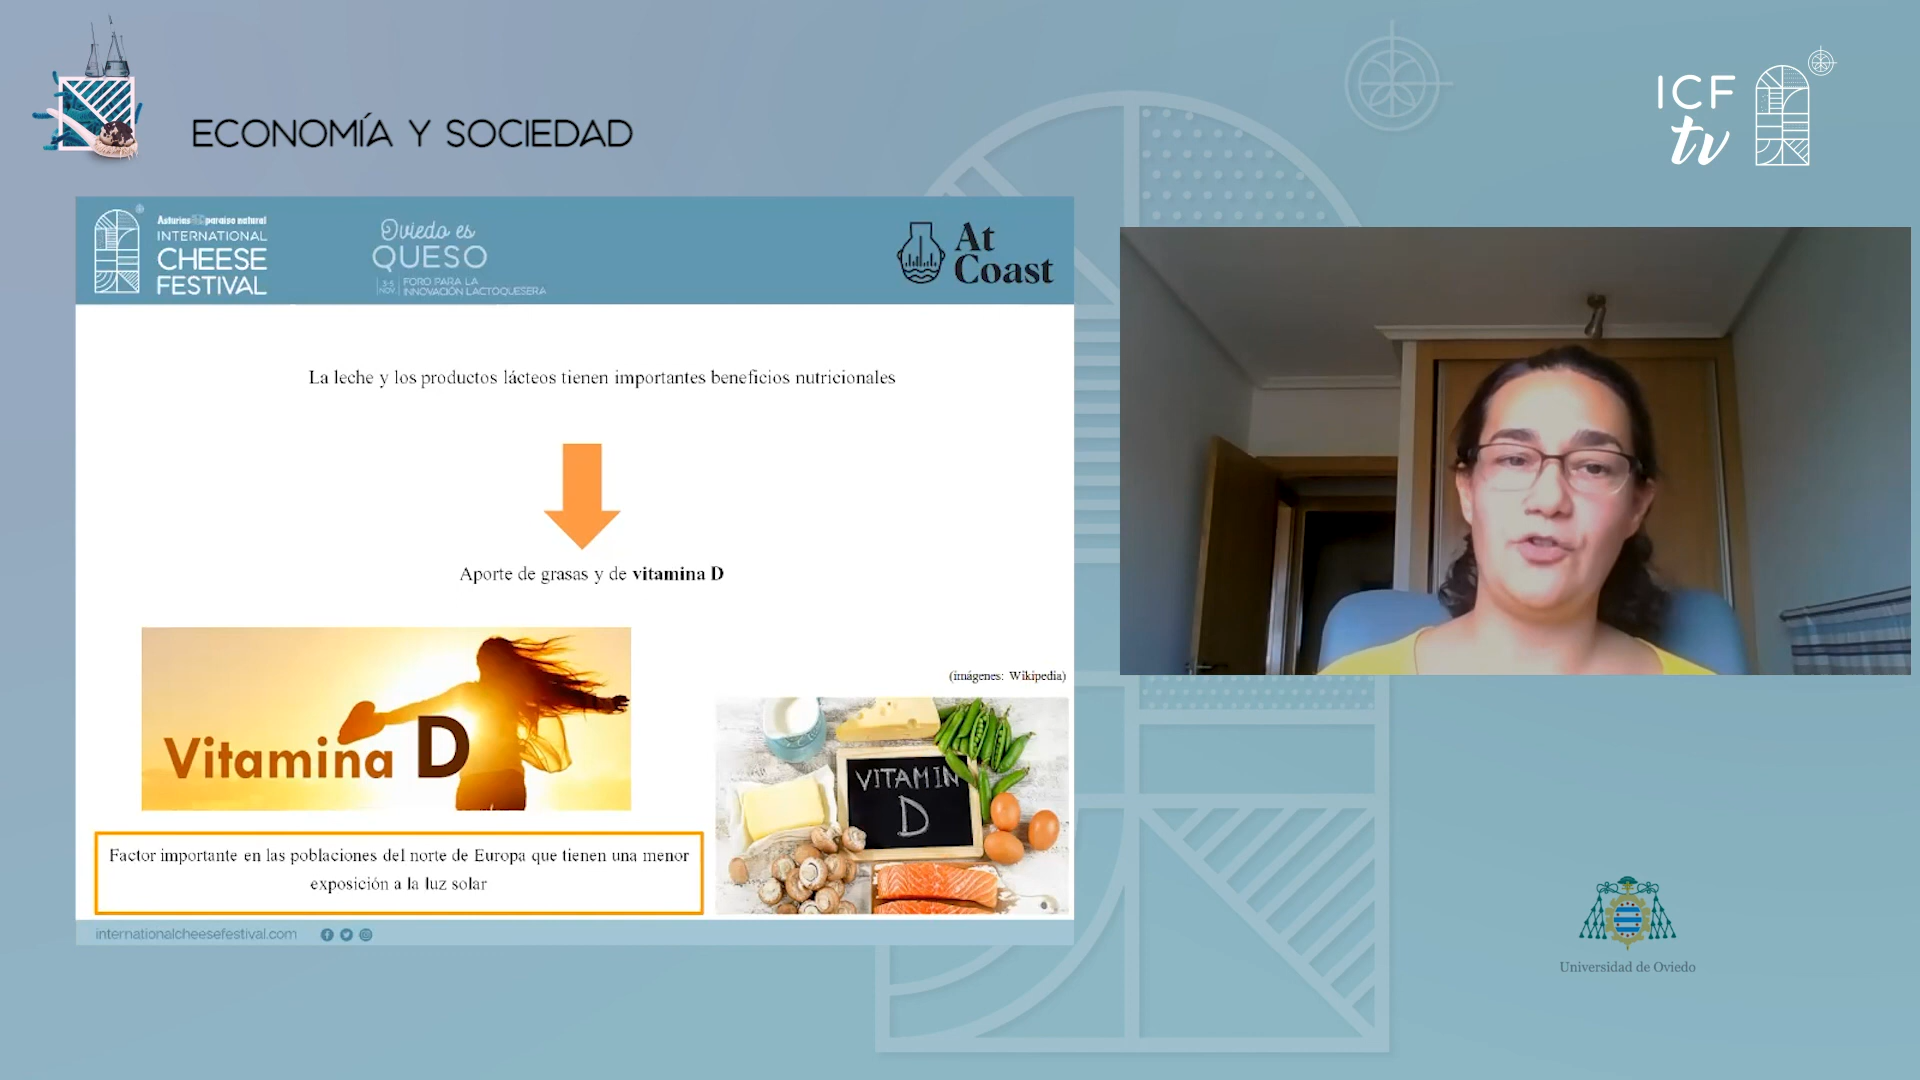 ECONOMÍA Y SOCIEDAD
ICF
tv
Asturias paraíso natural
INTERNATIONAL
CHEESE
FESTIVAL
Oviedo es
QUESO
3-5
NOV.
FORO PARA LA
INNOVACIÓN LACTOQUESERA
At
Coast
La leche y los productos lácteos tienen importantes beneficios nutricionales
Aporte de grasas y de vitamina D
Vitamina D
(imágenes: Wikipedia)
VITAMIN
D
Factor importante en las poblaciones del norte de Europa que tienen una menor
exposición a la luz solar
internationalcheesefestival.com
Universidad de Oviedo